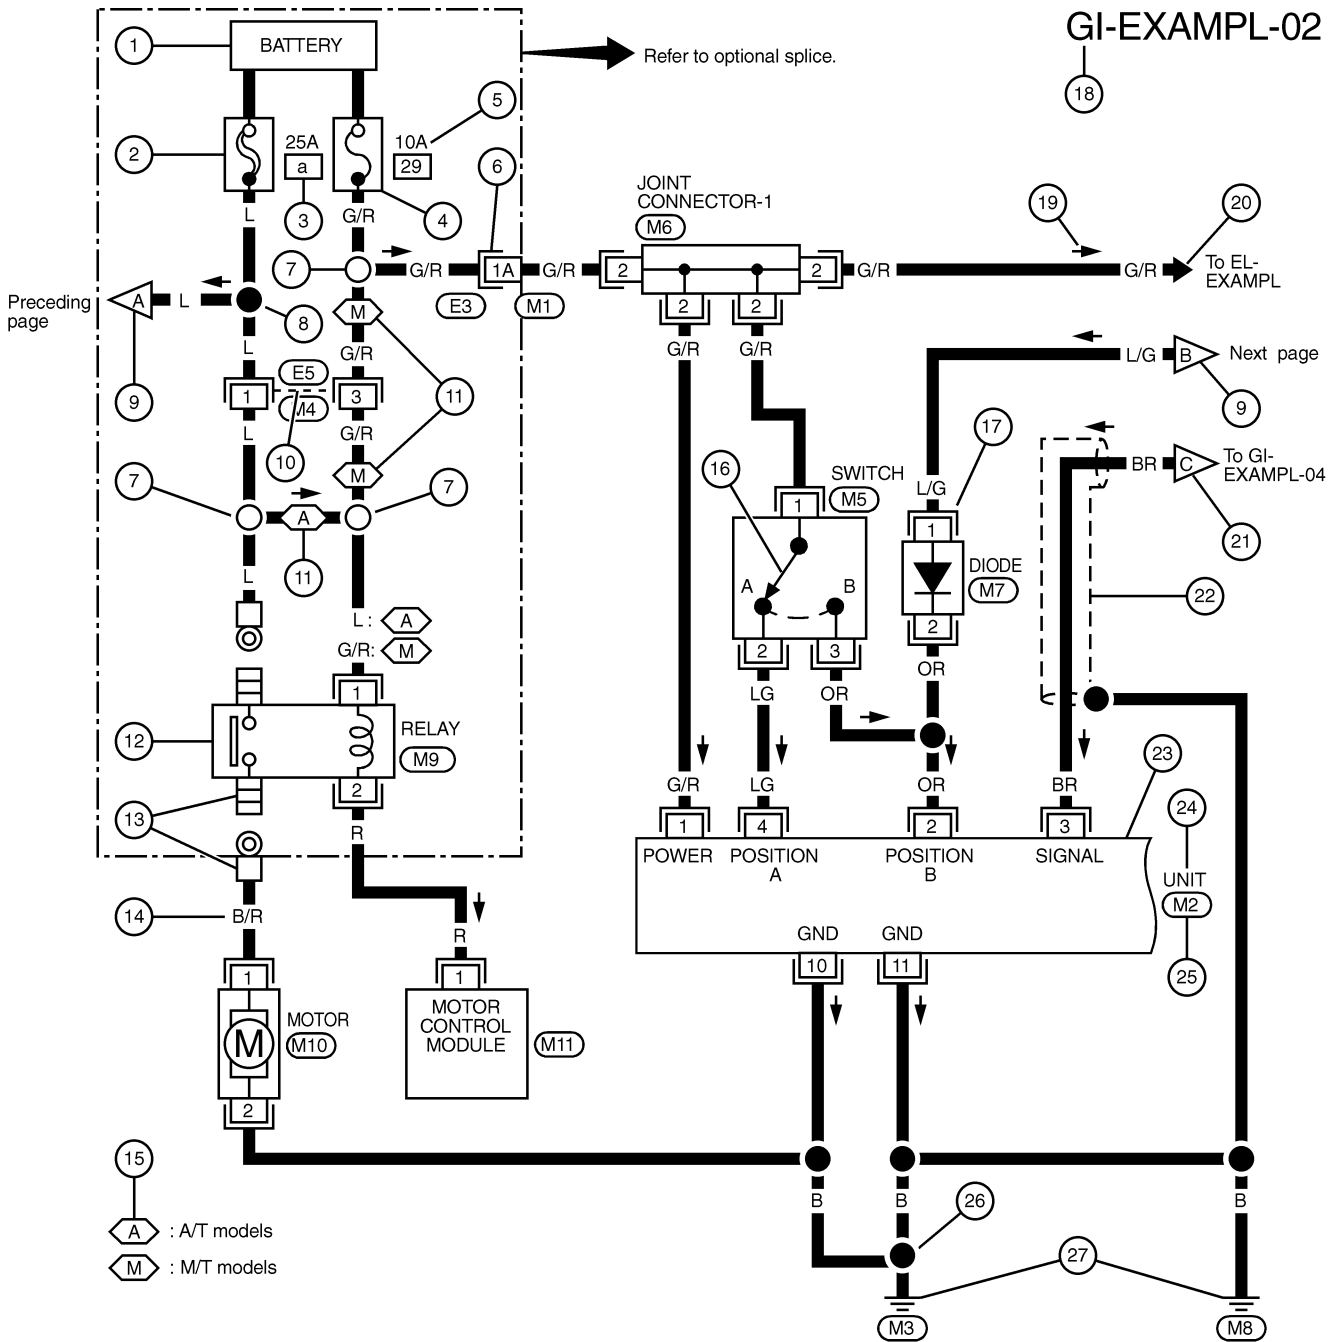 GI-EXAMPL-02
18
1
BATTERY
Refer to optional splice.
5
2
25A
a
10A
29
6
3
4
L
G/R
JOINT
CONNECTOR-1
M6
19
20
7
G/R
1A
G/R
2
2
G/R
G/R
To EL-
EXAMPL
E3
M1
Preceding
page
A
L
8
M
2
2
L
G/R
G/R
G/R
L/G
B
Next page
9
E5
1
3
M4
11
9
L
G/R
10
17
BR
C
To GI-
EXAMPL-04
16
SWITCH
M5
7
M
7
L/G
1
A
1
21
11
L
DIODE
M7
A
B
22
L :
A
2
G/R:
M
2
3
OR
1
LG
OR
12
RELAY
M9
23
2
G/R
LG
OR
BR
24
13
R
1
4
2
3
POWER
POSITION
A
POSITION
B
SIGNAL
UNIT
M2
14
B/R
R
GND
GND
1
1
10
11
25
MOTOR
M10
M
MOTOR
CONTROL
MODULE
M11
2
15
B
B
B
26
A
: A/T models
M
: M/T models
27
M3
M8